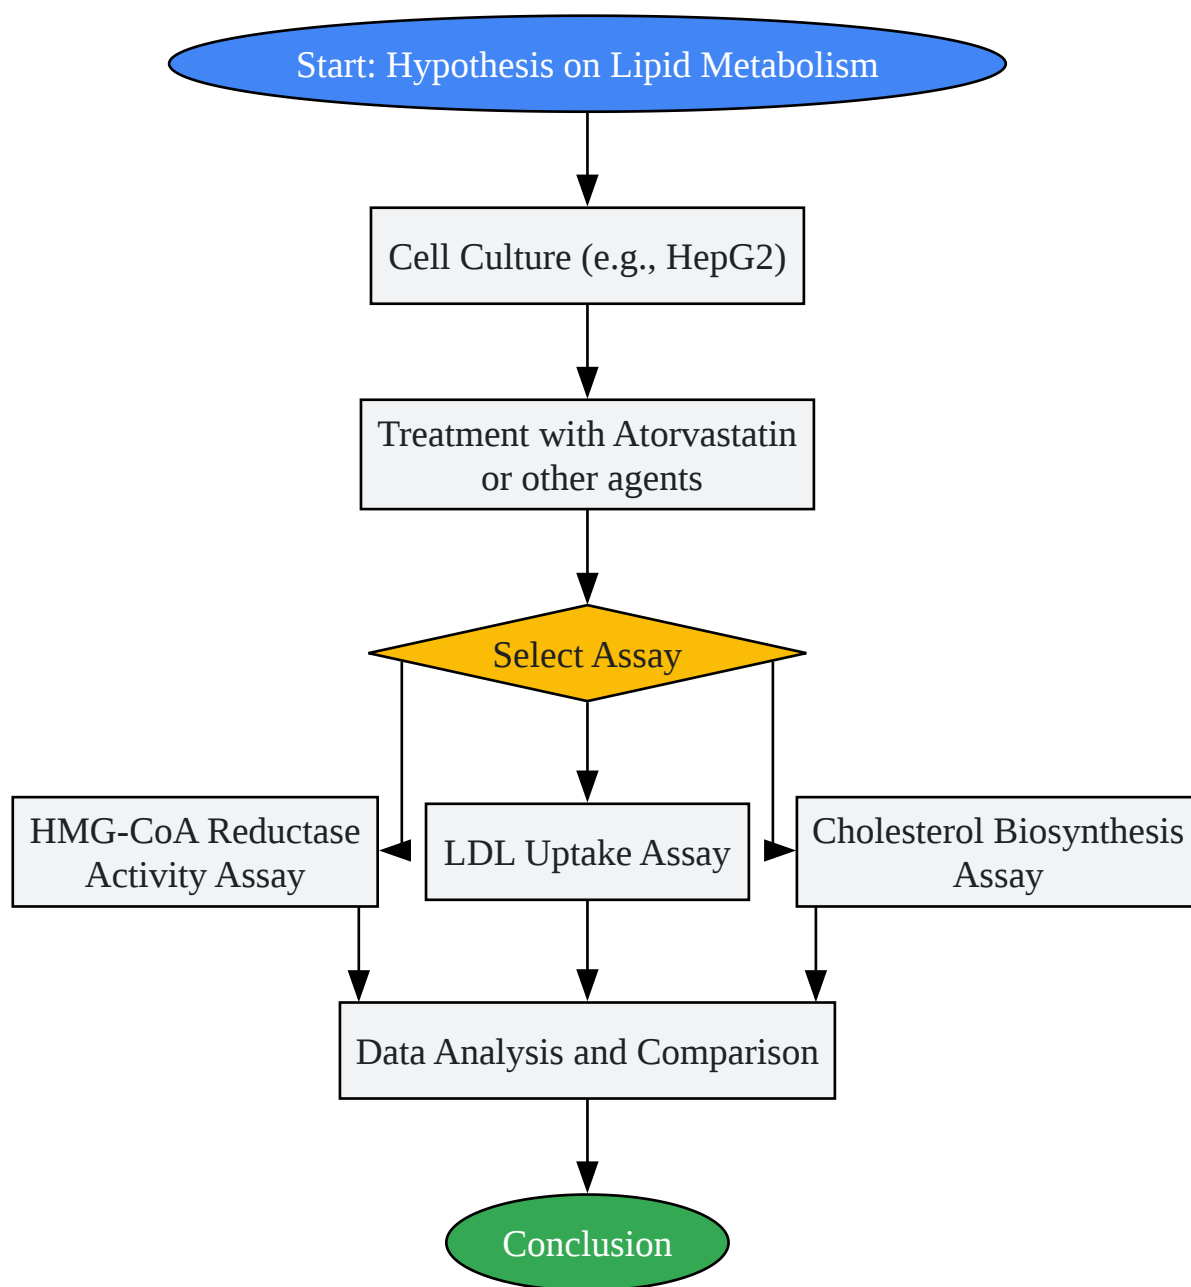 Start: Hypothesis on Lipid Metabolism
Cell Culture (e.g., HepG2)
Treatment with Atorvastatin
or other agents
Select Assay
HMG-CoA Reductase
Activity Assay
LDL Uptake Assay
Cholesterol Biosynthesis
Assay
Data Analysis and Comparison
Conclusion